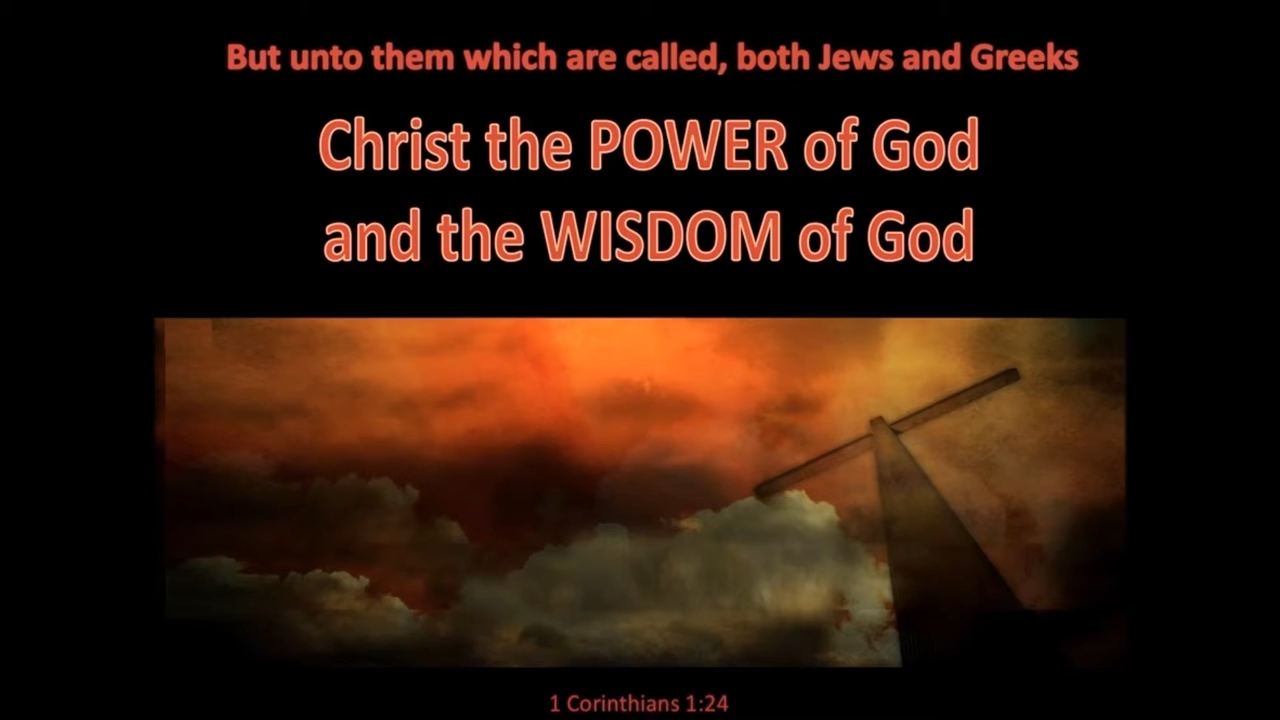 But unto them which are called, both Jews and Greeks
Christ the POWER of God
and the WISDOM of God
1 Corinthians 1:24